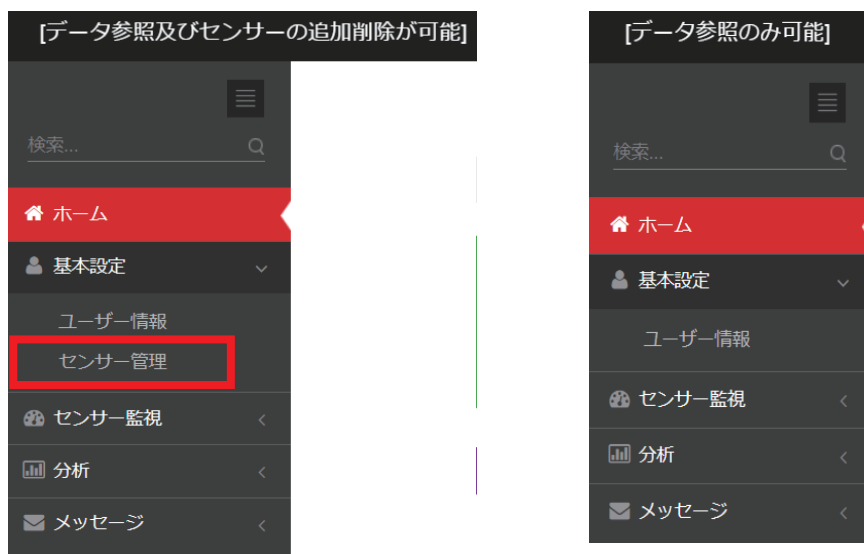 [データ参照及びセンサーの追加削除が可能]
検索...
ホーム
基本設定
ユーザー情報
センサー管理
センサー監視
分析
メッセージ
[データ参照のみ可能]
検索...
ホーム
基本設定
ユーザー情報
センサー監視
分析
メッセージ